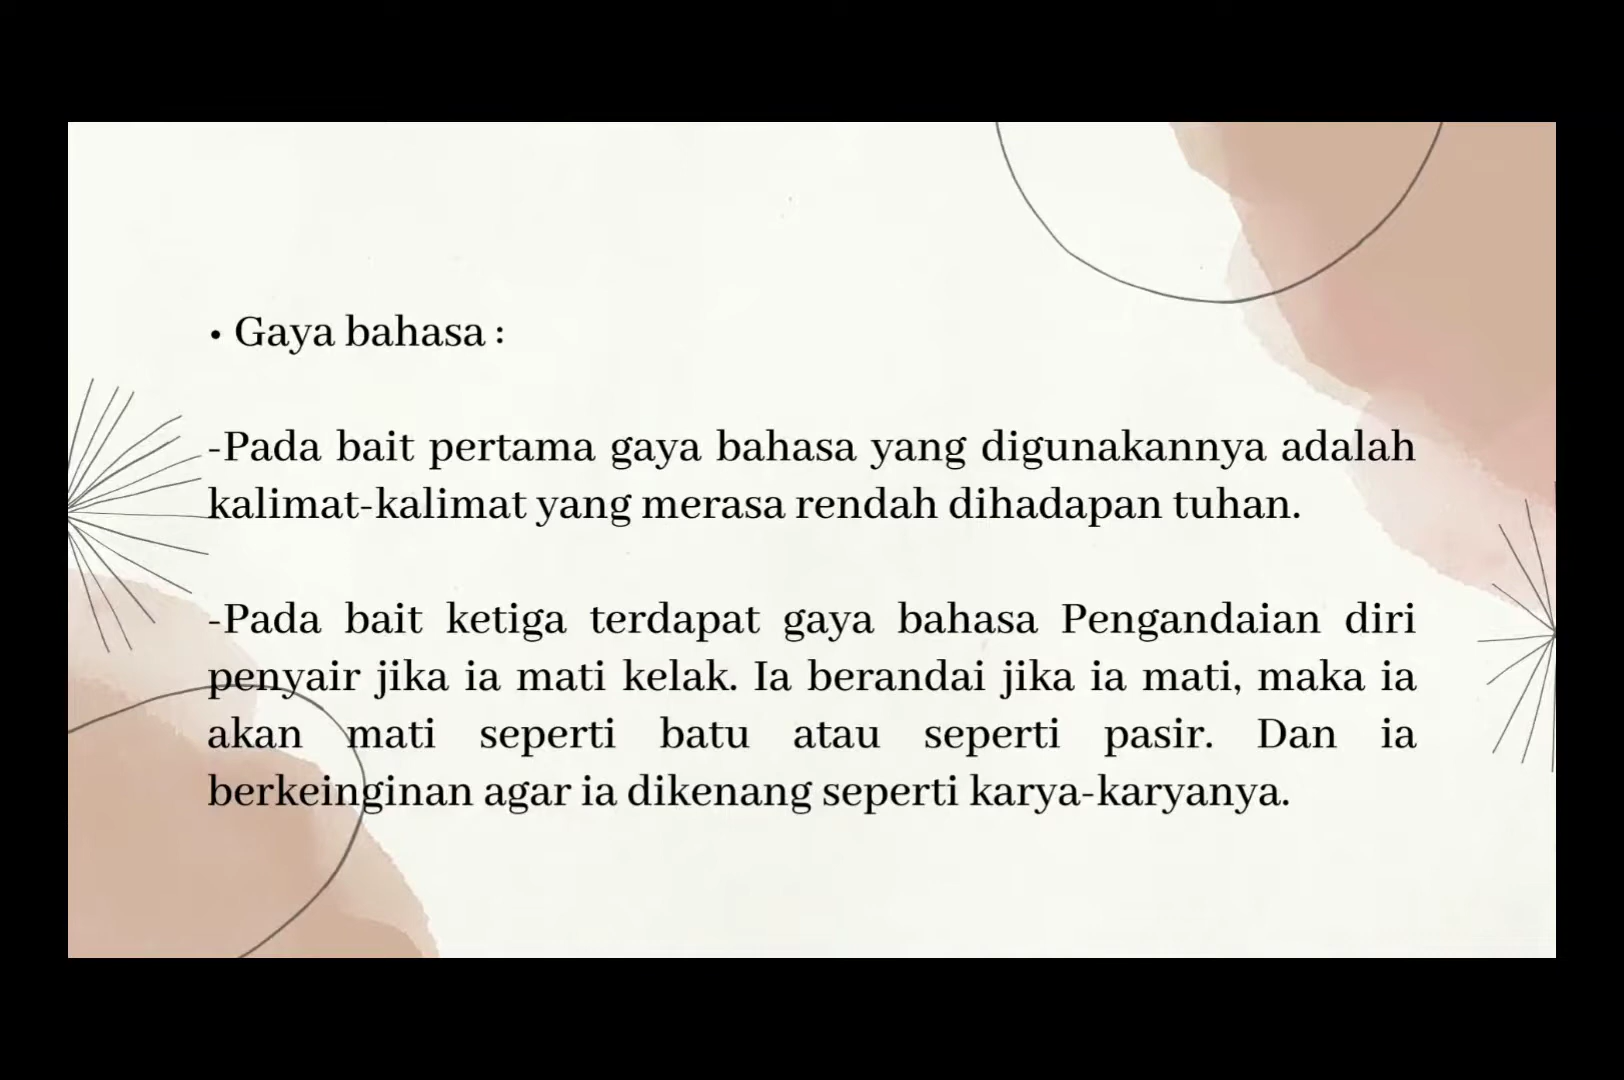 • Gaya bahasa :
-Pada bait pertama gaya bahasa yang digunakannya adalah
kalimat-kalimat yang merasa rendah dihadapan tuhan.
-Pada bait ketiga terdapat gaya bahasa Pengandaian diri
penyair jika ia mati kelak. Ia berandai jika ia mati, maka ia
akan mati seperti batu atau seperti pasir. Dan ia
berkeinginan agar ia dikenang seperti karya-karyanya.